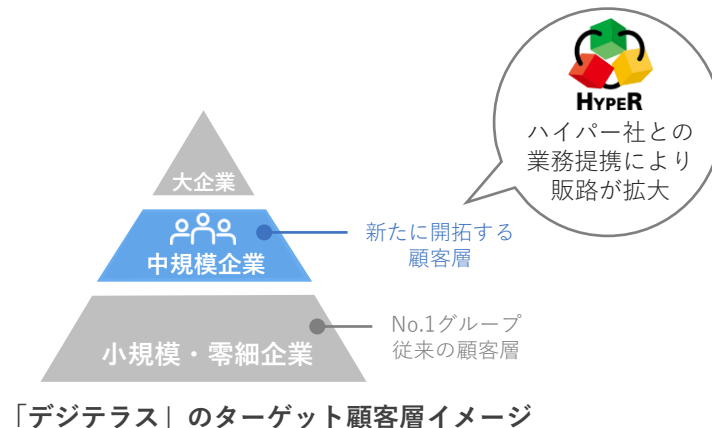 HYPER
ハイパー社との
業務提携により
販路が拡大
大企業
中規模企業
新たに開拓する
顧客層
小規模・零細企業
No.1グループ
従来の顧客層
「デジテラス」のターゲット顧客層イメージ